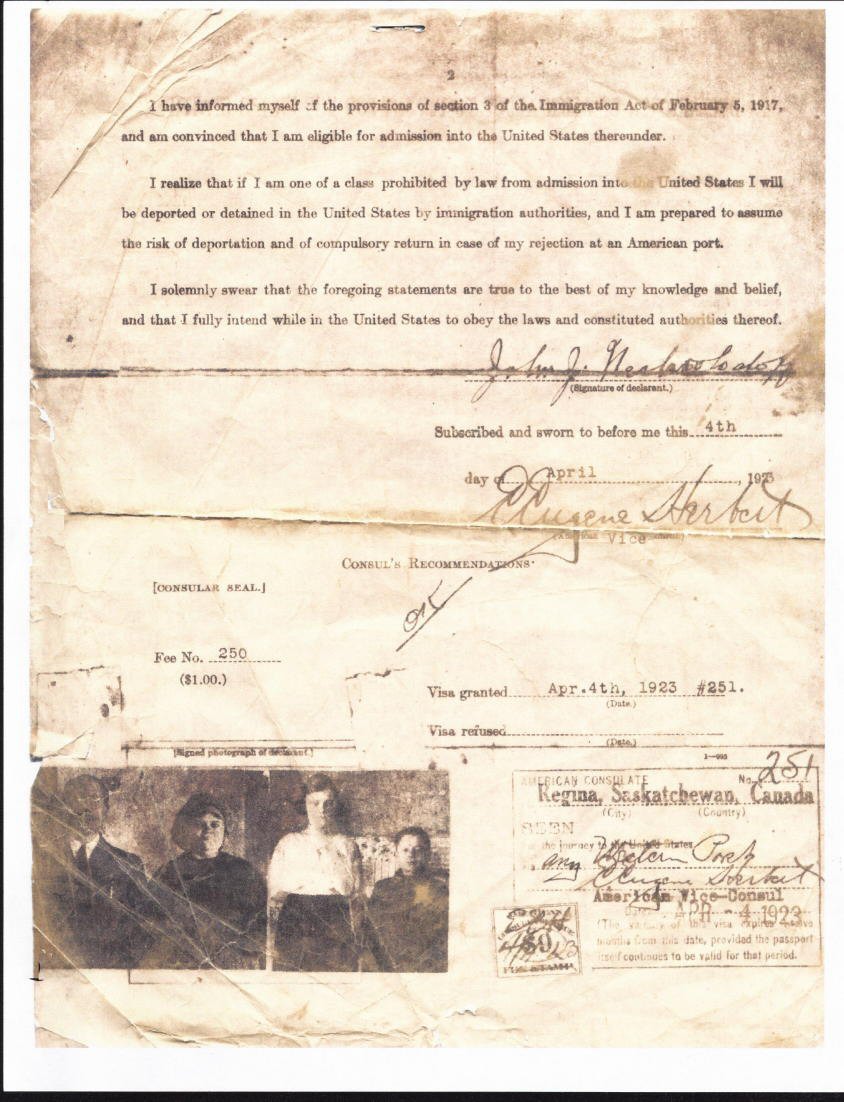 2
I have informed myself of the provisions of section 3 of the Immigration Act of February 5, 1917,
and am convinced that I am eligible for admission into the United States thereunder.
I realize that if I am one of a class prohibited by law from admission into the United States I will
be deported or detained in the United States by immigration authorities, and I am prepared to assume
the risk of deportation and of compulsory return in case of my rejection at an American port.
I solemnly swear that the foregoing statements are true to the best of my knowledge and belief,
and that I fully intend while in the United States to obey the laws and constituted authorities thereof.
John J.
(Signature of declarant.)
Subscribed and sworn to before me this 4th
day of April, 1923
E Eugene Herbert
(American Vice Consul.)
CONSUL'S RECOMMENDATIONS
[CONSULAR SEAL.]
OK
Fee No. 250
($1.00.)
Visa granted Apr.4th, 1923 #251.
(Date.)
Visa refused
(Date.)
[Signed photograph of declarant.]
AMERICAN CONSULATE No. 251
Regina, Saskatchewan, Canada
(City) (Country)
SEEN
the journey to the United States
any Western Port
E Eugene Herbert
American Vice-Consul
Date APR - 4 1923
(The validity of this visa expires twelve
months from this date, provided the passport
itself continues to be valid for that period.
$9
FEE STAMP